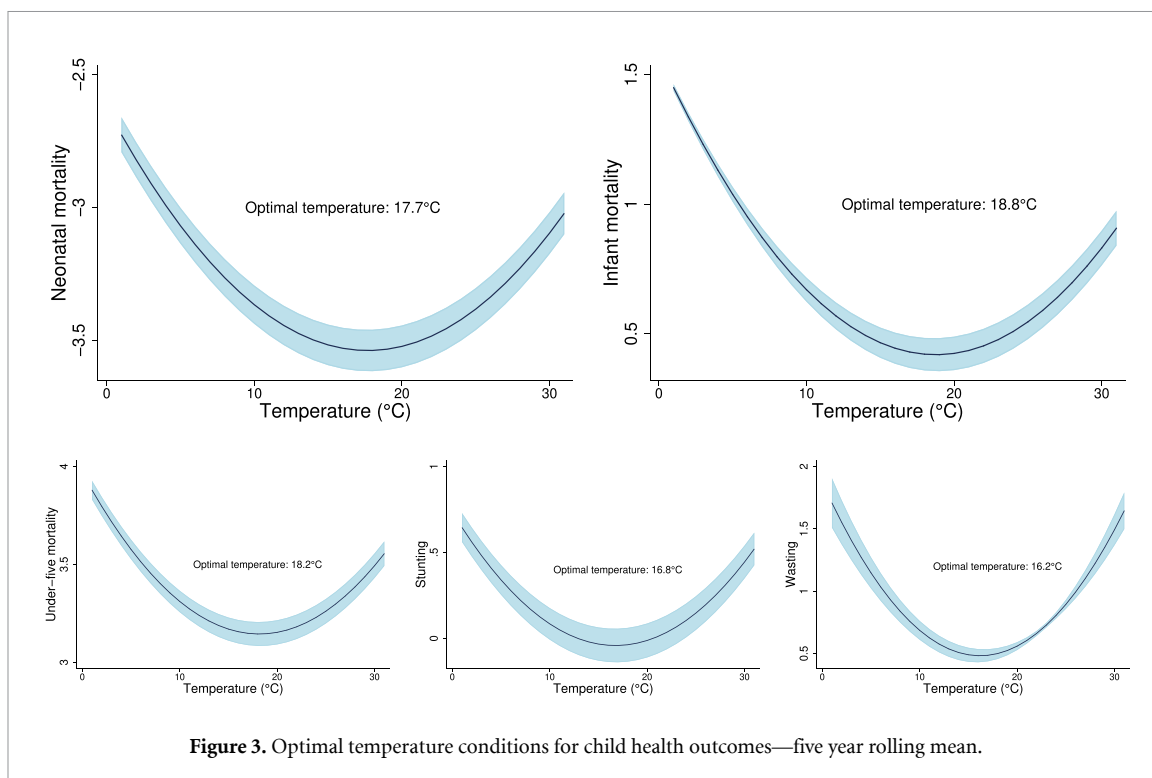 −2.5
−3
−3.5
Neonatal mortality
Optimal temperature: 17.7°C
0 10 20 30
Temperature (°C)
1.5
1
0.5
Infant mortality
Optimal temperature: 18.8°C
0 10 20 30
Temperature (°C)
4
3.5
3
Under−five mortality
Optimal temperature: 18.2°C
0 10 20 30
Temperature (°C)
1
.5
0
Stunting
Optimal temperature: 16.8°C
0 10 20 30
Temperature (°C)
2
1.5
1
0.5
Wasting
Optimal temperature: 16.2°C
0 10 20 30
Temperature (°C)
Figure 3. Optimal temperature conditions for child health outcomes—five year rolling mean.